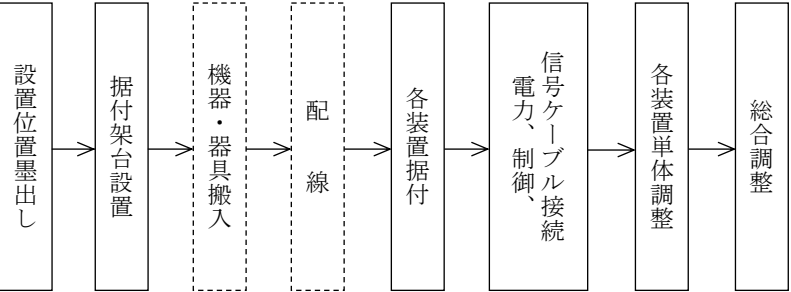 設置位置墨出し
据付架台設置
機器・器具搬入
配線
各装置据付
電力、制御、
信号ケーブル接続
各装置単体調整
総合調整